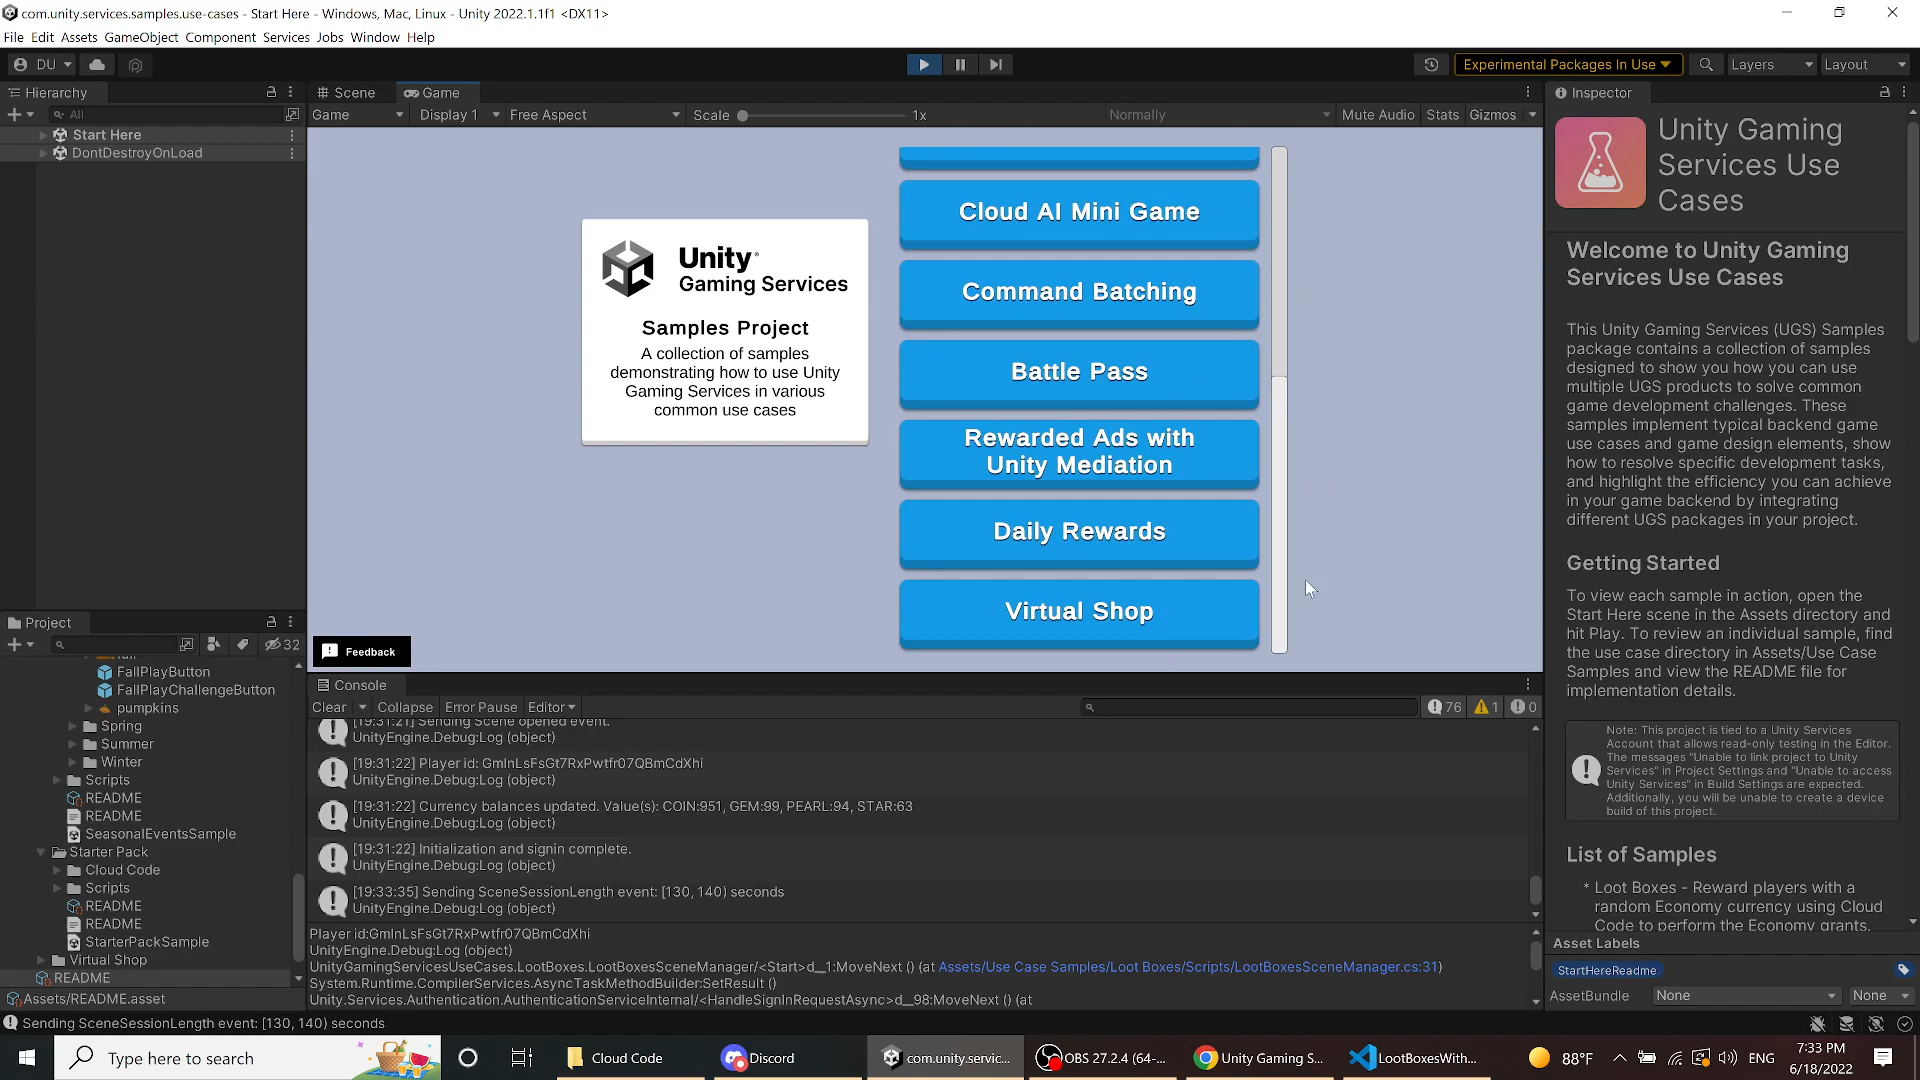 com.unity.services.samples.use-cases - Start Here - Windows, Mac, Linux - Unity 2022.1.1f1 <DX11>
File Edit Assets GameObject Component Services Jobs Window Help
DU
Experimental Packages In Use
Layers
Layout
Hierarchy
All
Start Here
DontDestroyOnLoad
Scene
Game
Game
Display 1
Free Aspect
Scale
1x
Normally
Mute Audio
Stats
Gizmos
Unity
Gaming Services
Samples Project
A collection of samples
demonstrating how to use Unity
Gaming Services in various
common use cases
Cloud AI Mini Game
Command Batching
Battle Pass
Rewarded Ads with
Unity Mediation
Daily Rewards
Virtual Shop
Feedback
Inspector
Unity Gaming
Services Use
Cases
Welcome to Unity Gaming
Services Use Cases
This Unity Gaming Services (UGS) Samples
package contains a collection of samples
designed to show you how you can use
multiple UGS products to solve common
game development challenges. These
samples implement typical backend game
use cases and game design elements, show
how to resolve specific development tasks,
and highlight the efficiency you can achieve
in your game backend by integrating
different UGS packages in your project.
Getting Started
To view each sample in action, open the
Start Here scene in the Assets directory and
hit Play. To review an individual sample, find
the use case directory in Assets/Use Case
Samples and view the README file for
implementation details.
Note: This project is tied to a Unity Services
Account that allows read-only testing in the Editor.
The messages "Unable to link project to Unity
Services" in Project Settings and "Unable to access
Unity Services" in Build Settings are expected.
Additionally, you will be unable to create a device
build of this project.
List of Samples
* Loot Boxes - Reward players with a
random Economy currency using Cloud
Code to perform the Economy grants.
Asset Labels
StartHereReadme
AssetBundle
None
None
Project
32
FallPlayButton
FallPlayChallengeButton
pumpkins
Spring
Summer
Winter
Scripts
README
README
SeasonalEventsSample
Starter Pack
Cloud Code
Scripts
README
README
StarterPackSample
Virtual Shop
README
Assets/README.asset
Console
Clear
Collapse
Error Pause
Editor
76
1
0
[19:31:21] Sending Scene opened event.
UnityEngine.Debug:Log (object)
[19:31:22] Player id: GmInLsFsGt7RxPwtfr07QBmCdXhi
UnityEngine.Debug:Log (object)
[19:31:22] Currency balances updated. Value(s): COIN:951, GEM:99, PEARL:94, STAR:63
UnityEngine.Debug:Log (object)
[19:31:22] Initialization and signin complete.
UnityEngine.Debug:Log (object)
[19:33:35] Sending SceneSessionLength event: [130, 140) seconds
UnityEngine.Debug:Log (object)
Player id:GmInLsFsGt7RxPwtfr07QBmCdXhi
UnityEngine.Debug:Log (object)
UnityGamingServicesUseCases.LootBoxes.LootBoxesSceneManager/<Start>d__1:MoveNext () (at Assets/Use Case Samples/Loot Boxes/Scripts/LootBoxesSceneManager.cs:31)
System.Runtime.CompilerServices.AsyncTaskMethodBuilder:SetResult ()
Unity.Services.Authentication.AuthenticationServiceInternal/<HandleSignInRequestAsync>d__98:MoveNext () (at
Sending SceneSessionLength event: [130, 140) seconds
Type here to search
Cloud Code
Discord
com.unity.servic...
OBS 27.2.4 (64-...
Unity Gaming S...
LootBoxesWith...
88°F
ENG
7:33 PM
6/18/2022